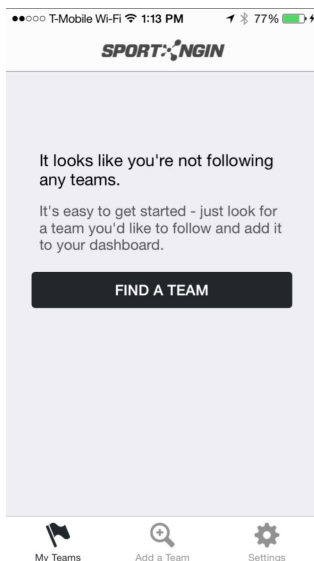 T-Mobile Wi-Fi 1:13 PM 77%
SPORT NGIN
It looks like you're not following
any teams.
It's easy to get started - just look for
a team you'd like to follow and add it
to your dashboard.
FIND A TEAM
My Teams Add a Team Settings